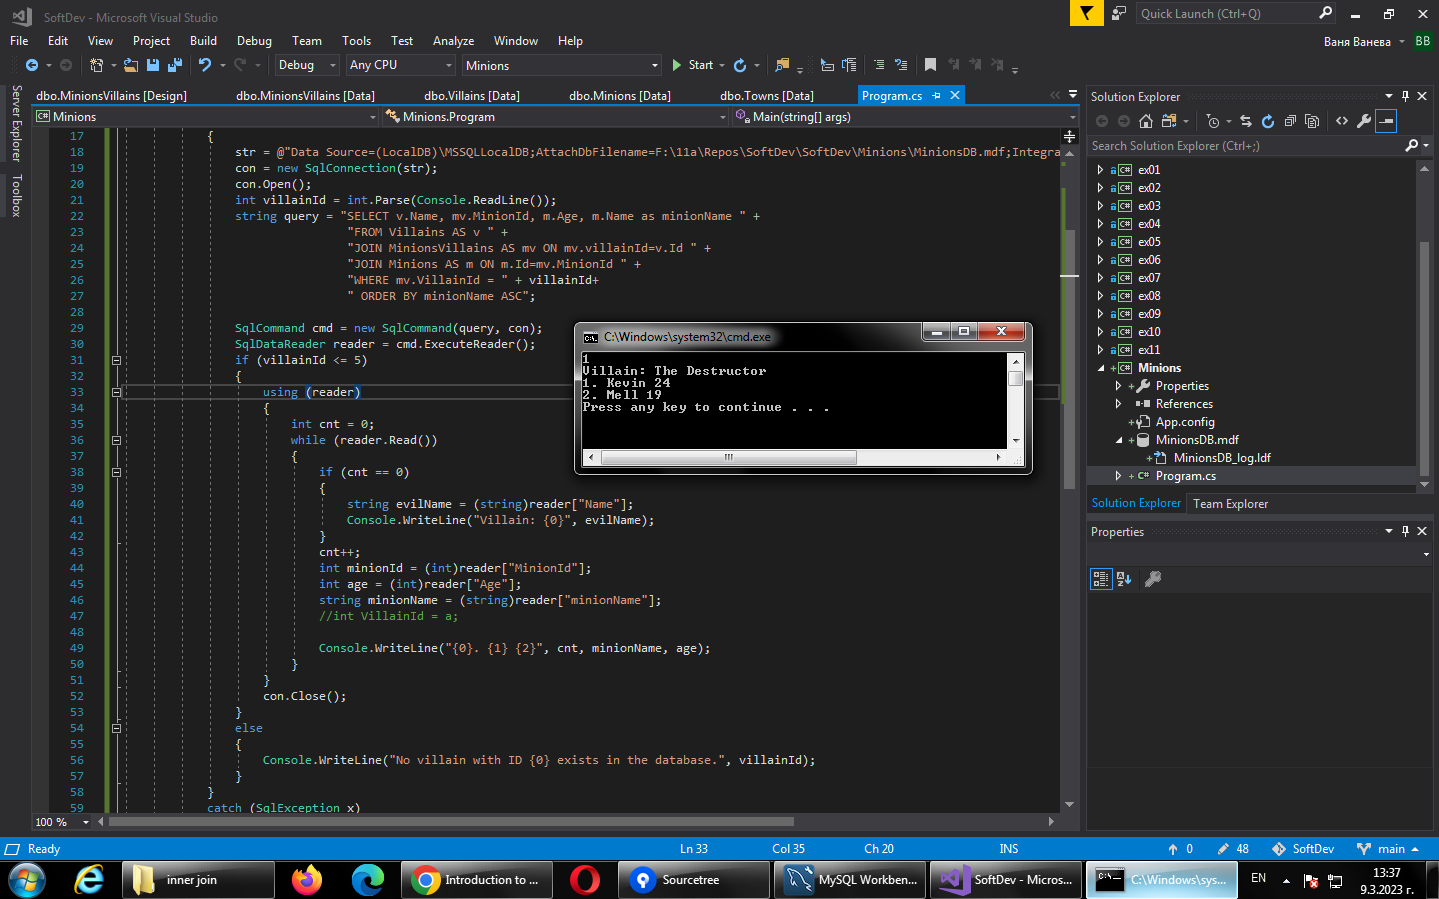 SoftDev - Microsoft Visual Studio
Quick Launch (Ctrl+Q)
File Edit View Project Build Debug Team Tools Test Analyze Window Help
Ваня Ванева BB
Debug Any CPU Minions Start
Server Explorer
Toolbox
dbo.MinionsVillains [Design] dbo.MinionsVillains [Data] dbo.Villains [Data] dbo.Minions [Data] dbo.Towns [Data] Program.cs
Minions Minions.Program Main(string[] args)
17 {
18 str = @"Data Source=(LocalDB)\MSSQLLocalDB;AttachDbFilename=F:\11a\Repos\SoftDev\SoftDev\Minions\MinionsDB.mdf;Integra
19 con = new SqlConnection(str);
20 con.Open();
21 int villainId = int.Parse(Console.ReadLine());
22 string query = "SELECT v.Name, mv.MinionId, m.Age, m.Name as minionName " +
23 "FROM Villains AS v " +
24 "JOIN MinionsVillains AS mv ON mv.villainId=v.Id " +
25 "JOIN Minions AS m ON m.Id=mv.MinionId " +
26 "WHERE mv.VillainId = " + villainId+
27 " ORDER BY minionName ASC";
28
29 SqlCommand cmd = new SqlCommand(query, con);
30 SqlDataReader reader = cmd.ExecuteReader();
31 if (villainId <= 5)
32 {
33 using (reader)
34 {
35 int cnt = 0;
36 while (reader.Read())
37 {
38 if (cnt == 0)
39 {
40 string evilName = (string)reader["Name"];
41 Console.WriteLine("Villain: {0}", evilName);
42 }
43 cnt++;
44 int minionId = (int)reader["MinionId"];
45 int age = (int)reader["Age"];
46 string minionName = (string)reader["minionName"];
47 //int VillainId = a;
48
49 Console.WriteLine("{0}. {1} {2}", cnt, minionName, age);
50 }
51 }
52 con.Close();
53 }
54 else
55 {
56 Console.WriteLine("No villain with ID {0} exists in the database.", villainId);
57 }
58 }
59 catch (SqlException x)
100 %
C:\Windows\system32\cmd.exe
1
Villain: The Destructor
1. Kevin 24
2. Mell 19
Press any key to continue . . .
Solution Explorer
Search Solution Explorer (Ctrl+;)
ex01
ex02
ex03
ex04
ex05
ex06
ex07
ex08
ex09
ex10
ex11
Minions
Properties
References
App.config
MinionsDB.mdf
MinionsDB_log.ldf
Program.cs
Solution Explorer Team Explorer
Properties
Ready Ln 33 Col 35 Ch 20 INS 0 48 SoftDev main
inner join Introduction to ... Sourcetree MySQL Workben... SoftDev - Micros... C:\Windows\sys... EN 13:37
9.3.2023 г.